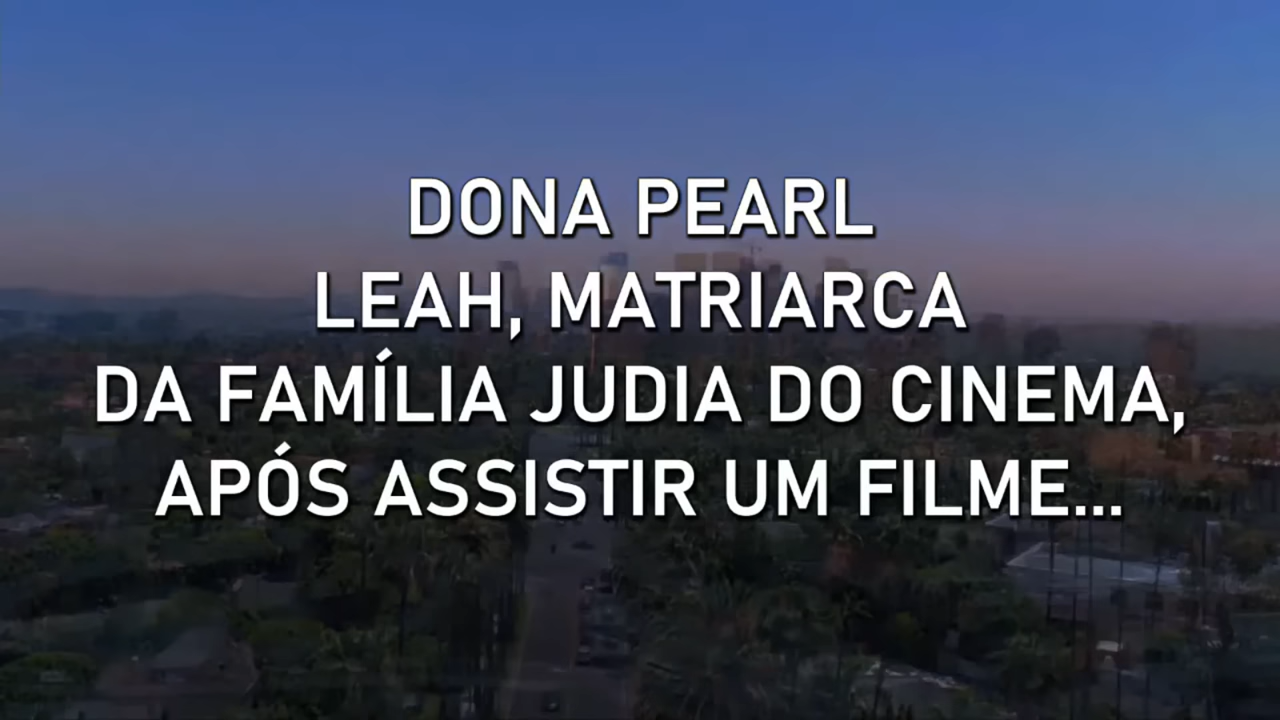 DONA PEARL
LEAH, MATRIARCA
DA FAMÍLIA JUDIA DO CINEMA,
APÓS ASSISTIR UM FILME...